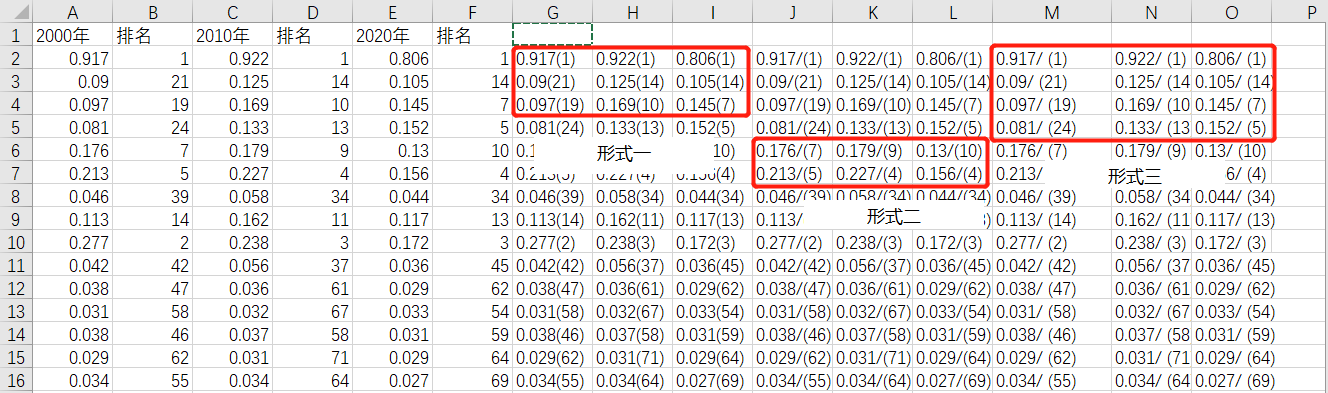 A B C D E F G H I J K L M N O P
1 2000年 排名 2010年 排名 2020年 排名
2 0.917 1 0.922 1 0.806 1 0.917(1) 0.922(1) 0.806(1) 0.917/(1) 0.922/(1) 0.806/(1) 0.917/ (1) 0.922/ (1) 0.806/ (1)
3 0.09 21 0.125 14 0.105 14 0.09(21) 0.125(14) 0.105(14) 0.09/(21) 0.125/(14) 0.105/(14) 0.09/ (21) 0.125/ (14 0.105/ (14)
4 0.097 19 0.169 10 0.145 7 0.097(19) 0.169(10) 0.145(7) 0.097/(19) 0.169/(10) 0.145/(7) 0.097/ (19) 0.169/ (10 0.145/ (7)
5 0.081 24 0.133 13 0.152 5 0.081(24) 0.133(13) 0.152(5) 0.081/(24) 0.133/(13) 0.152/(5) 0.081/ (24) 0.133/ (13 0.152/ (5)
6 0.176 7 0.179 9 0.13 10 0.1 形式一 10) 0.176/(7) 0.179/(9) 0.13/(10) 0.176/ (7) 0.179/ (9) 0.13/ (10)
7 0.213 5 0.227 4 0.156 4 0.213/(5) 0.227/(4) 0.156/(4) 0.213/ 形式三 6/ (4)
8 0.046 39 0.058 34 0.044 34 0.046(39) 0.058(34) 0.044(34) 0.046/(39) 0.058/(34) 0.044/(34) 0.046/ (39) 0.058/ (34 0.044/ (34)
9 0.113 14 0.162 11 0.117 13 0.113(14) 0.162(11) 0.117(13) 0.113/ 形式二 ) 0.113/ (14) 0.162/ (11 0.117/ (13)
10 0.277 2 0.238 3 0.172 3 0.277(2) 0.238(3) 0.172(3) 0.277/(2) 0.238/(3) 0.172/(3) 0.277/ (2) 0.238/ (3) 0.172/ (3)
11 0.042 42 0.056 37 0.036 45 0.042(42) 0.056(37) 0.036(45) 0.042/(42) 0.056/(37) 0.036/(45) 0.042/ (42) 0.056/ (37 0.036/ (45)
12 0.038 47 0.036 61 0.029 62 0.038(47) 0.036(61) 0.029(62) 0.038/(47) 0.036/(61) 0.029/(62) 0.038/ (47) 0.036/ (61 0.029/ (62)
13 0.031 58 0.032 67 0.033 54 0.031(58) 0.032(67) 0.033(54) 0.031/(58) 0.032/(67) 0.033/(54) 0.031/ (58) 0.032/ (67 0.033/ (54)
14 0.038 46 0.037 58 0.031 59 0.038(46) 0.037(58) 0.031(59) 0.038/(46) 0.037/(58) 0.031/(59) 0.038/ (46) 0.037/ (58 0.031/ (59)
15 0.029 62 0.031 71 0.029 64 0.029(62) 0.031(71) 0.029(64) 0.029/(62) 0.031/(71) 0.029/(64) 0.029/ (62) 0.031/ (71 0.029/ (64)
16 0.034 55 0.034 64 0.027 69 0.034(55) 0.034(64) 0.027(69) 0.034/(55) 0.034/(64) 0.027/(69) 0.034/ (55) 0.034/ (64 0.027/ (69)